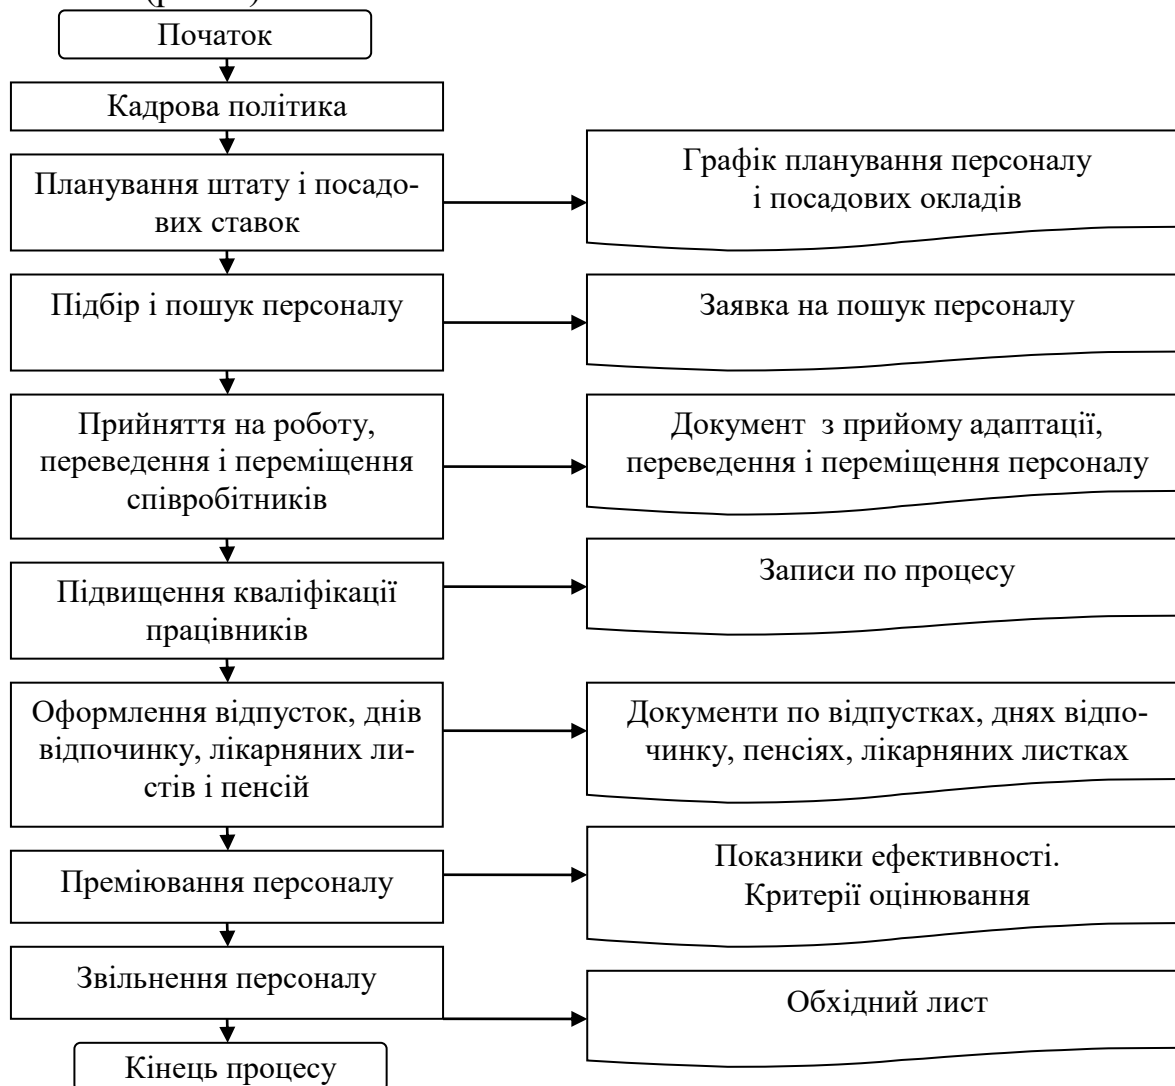 Початок
Кадрова політика
Планування штату і посадо-
вих ставок
Графік планування персоналу
і посадових окладів
Підбір і пошук персоналу
Заявка на пошук персоналу
Прийняття на роботу,
переведення і переміщення
співробітників
Документ з прийому адаптації,
переведення і переміщення персоналу
Підвищення кваліфікації
працівників
Записи по процесу
Оформлення відпусток, днів
відпочинку, лікарняних ли-
стів і пенсій
Документи по відпустках, днях відпо-
чинку, пенсіях, лікарняних листках
Преміювання персоналу
Показники ефективності.
Критерії оцінювання
Звільнення персоналу
Обхідний лист
Кінець процесу